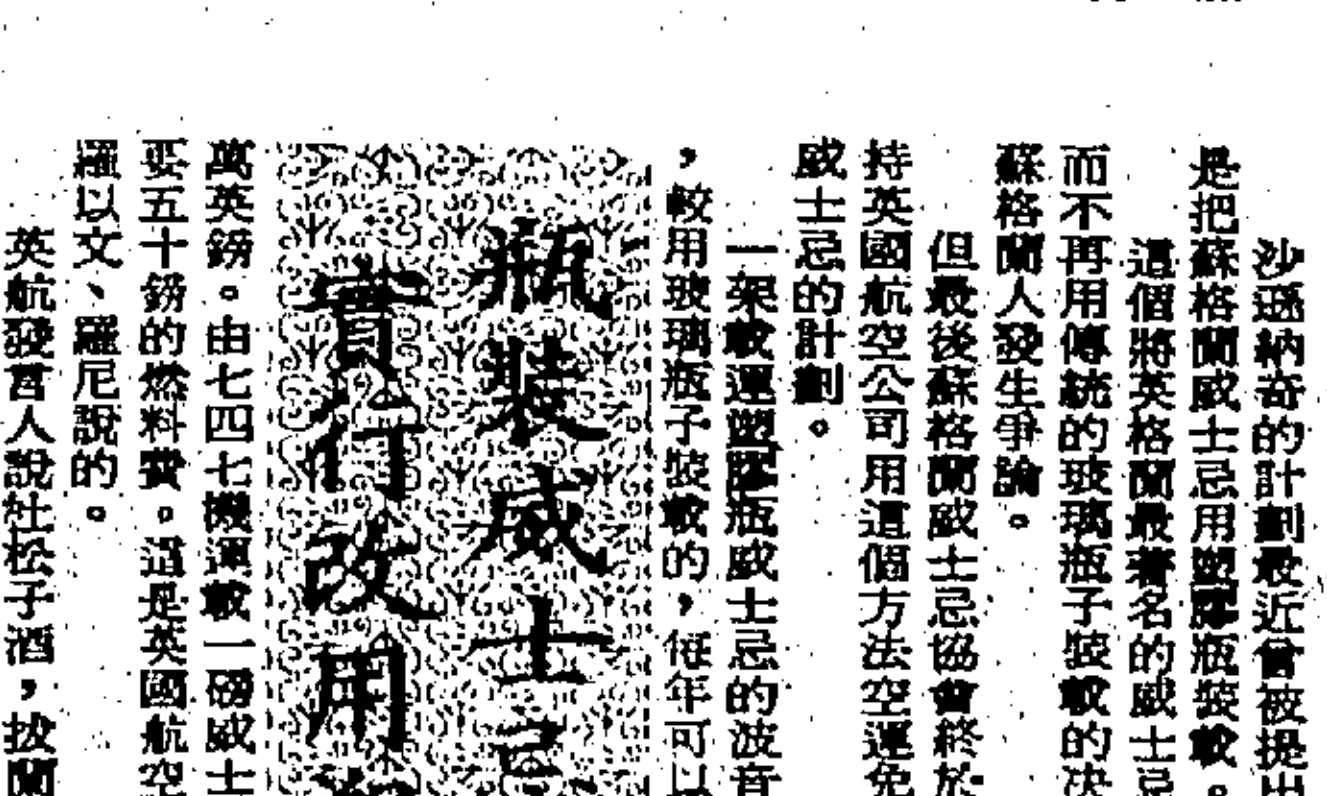 沙遜納奇的計劃最近曾被提出
是把蘇格蘭威士忌用塑膠瓶裝載。
這個將英格蘭最著名的威士忌
而不再用傳統的玻璃瓶子裝載的决
蘇格蘭人發生爭論。
但最後蘇格蘭威士忌協會終於
持英國航空公司用這個方法空運免
威士忌的計劃。
一架載運塑膠瓶威士忌的波音
，較用玻璃瓶子裝載的，每年可以
瓶裝威士忌
實行改用
萬英鎊。由七四七機運載一磅威士
要五十鎊的燃料費。這是英國航空
羅以文、羅尼說的。
英航發言人說杜松子酒，拔蘭